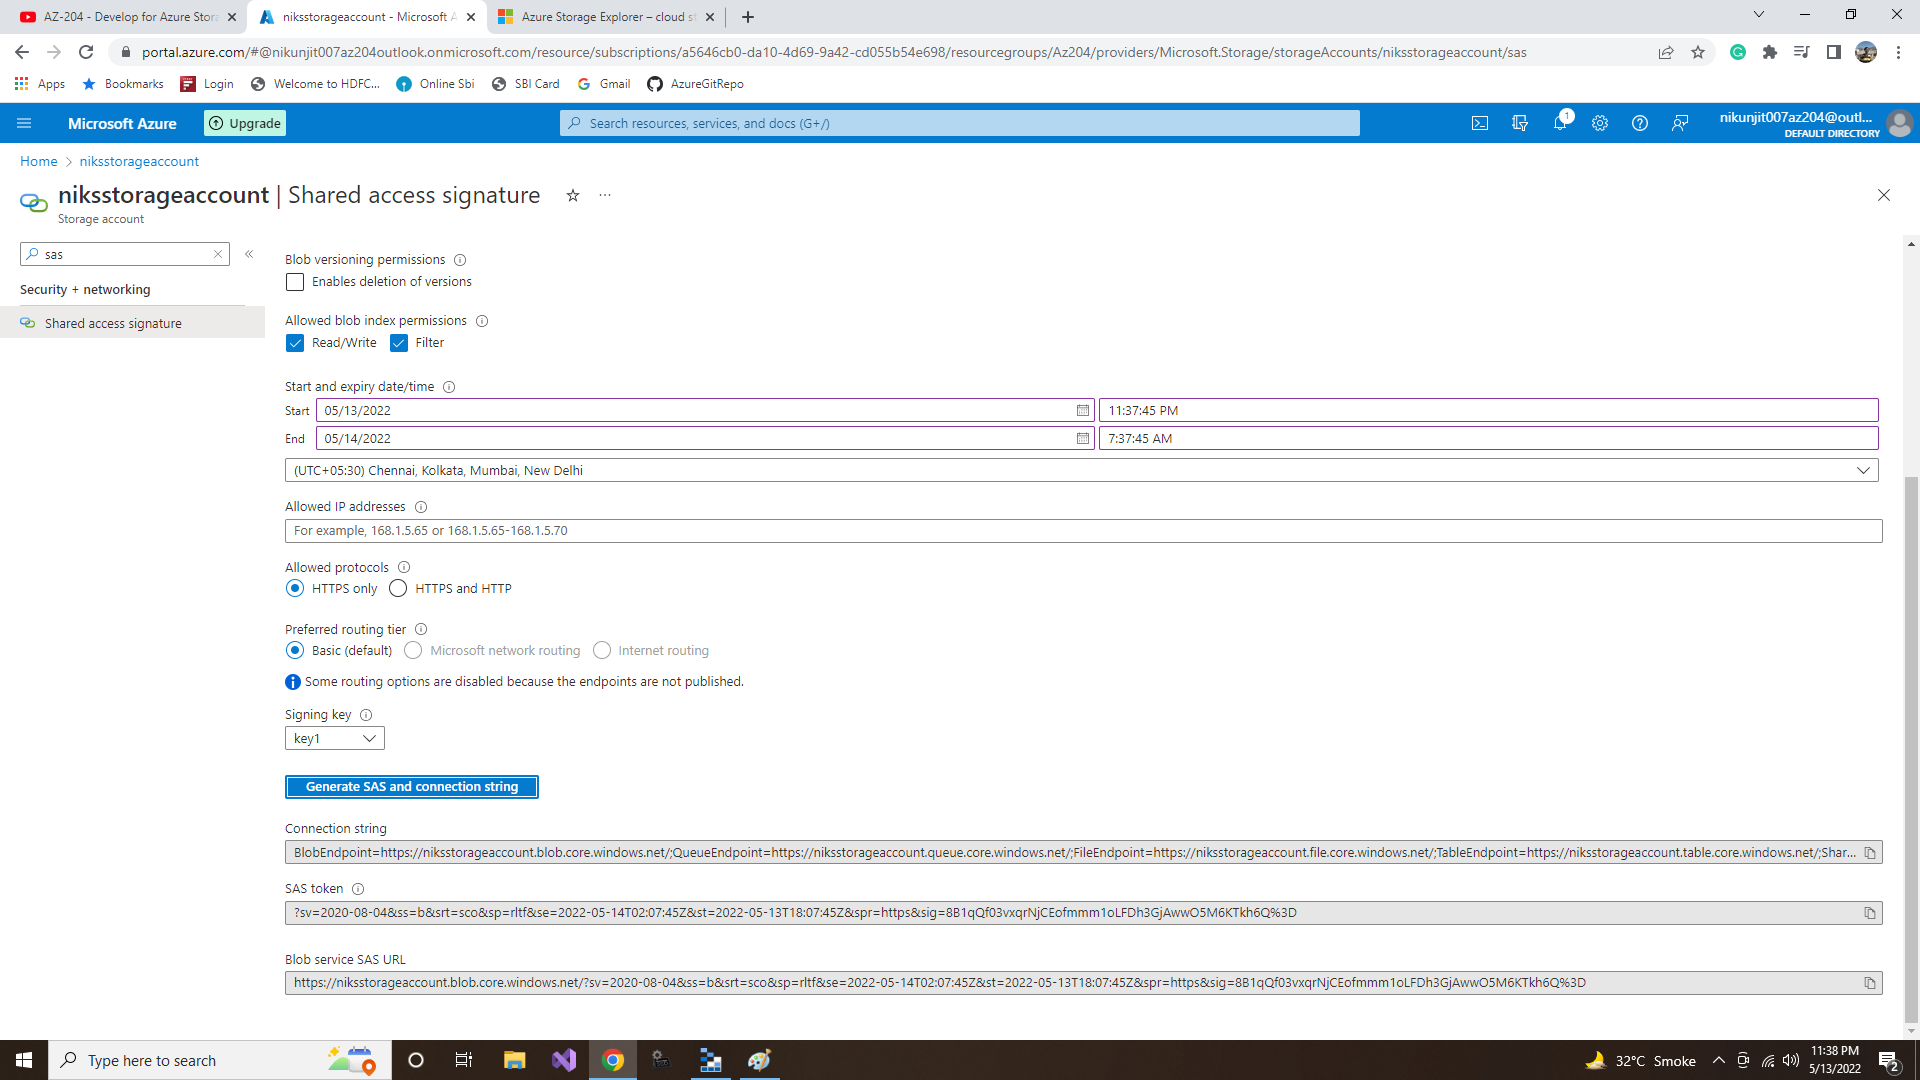 AZ-204 - Develop for Azure Stora
niksstorageaccount - Microsoft A
Azure Storage Explorer – cloud st
portal.azure.com/#@nikunjit007az204outlook.onmicrosoft.com/resource/subscriptions/a5646cb0-da10-4d69-9a42-cd055b54e698/resourcegroups/Az204/providers/Microsoft.Storage/storageAccounts/niksstorageaccount/sas
Apps Bookmarks Login Welcome to HDFC... Online Sbi SBI Card Gmail AzureGitRepo
Microsoft Azure Upgrade Search resources, services, and docs (G+/) 1 nikunjit007az204@outl...
DEFAULT DIRECTORY
Home > niksstorageaccount
niksstorageaccount | Shared access signature ...
Storage account
sas
Security + networking
Shared access signature
Blob versioning permissions
Enables deletion of versions
Allowed blob index permissions
Read/Write Filter
Start and expiry date/time
Start 05/13/2022 11:37:45 PM
End 05/14/2022 7:37:45 AM
(UTC+05:30) Chennai, Kolkata, Mumbai, New Delhi
Allowed IP addresses
For example, 168.1.5.65 or 168.1.5.65-168.1.5.70
Allowed protocols
HTTPS only HTTPS and HTTP
Preferred routing tier
Basic (default) Microsoft network routing Internet routing
Some routing options are disabled because the endpoints are not published.
Signing key
key1
Generate SAS and connection string
Connection string
BlobEndpoint=https://niksstorageaccount.blob.core.windows.net/;QueueEndpoint=https://niksstorageaccount.queue.core.windows.net/;FileEndpoint=https://niksstorageaccount.file.core.windows.net/;TableEndpoint=https://niksstorageaccount.table.core.windows.net/;Shar...
SAS token
?sv=2020-08-04&ss=b&srt=sco&sp=rltf&se=2022-05-14T02:07:45Z&st=2022-05-13T18:07:45Z&spr=https&sig=8B1qQf03vxqrNjCEofmmm1oLFDh3GjAwwO5M6KTkh6Q%3D
Blob service SAS URL
https://niksstorageaccount.blob.core.windows.net/?sv=2020-08-04&ss=b&srt=sco&sp=rltf&se=2022-05-14T02:07:45Z&st=2022-05-13T18:07:45Z&spr=https&sig=8B1qQf03vxqrNjCEofmmm1oLFDh3GjAwwO5M6KTkh6Q%3D
Type here to search
32°C Smoke
11:38 PM
5/13/2022
2